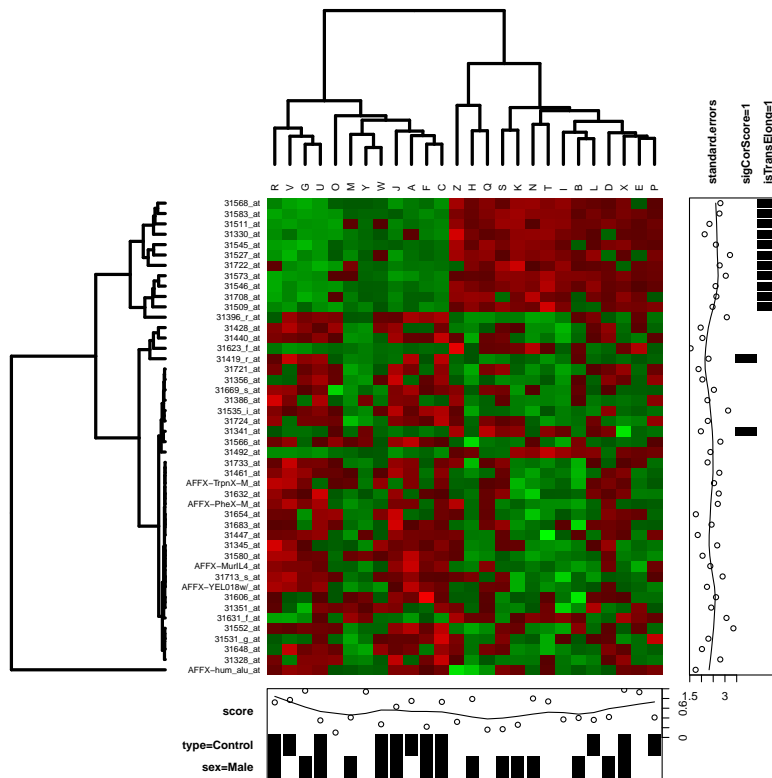 standard.errors
sigCorScore=1
isTransElong=1
R V G U O M Y W J A F C Z H Q S K N T I B L D X E P
31568_at
31583_at
31511_at
31330_at
31545_at
31527_at
31722_at
31573_at
31546_at
31708_at
31509_at
31396_r_at
31428_at
31440_at
31623_f_at
31419_r_at
31721_at
31356_at
31669_s_at
31386_at
31535_i_at
31724_at
31341_at
31566_at
31492_at
31733_at
31461_at
AFFX-TrpnX-M_at
31632_at
AFFX-PheX-M_at
31654_at
31683_at
31447_at
31345_at
31580_at
AFFX-MurIL4_at
31713_s_at
AFFX-YEL018w/_at
31606_at
31351_at
31631_f_at
31552_at
31531_g_at
31648_at
31328_at
AFFX-hum_alu_at
1.5 3
score
0 0.6
type=Control
sex=Male